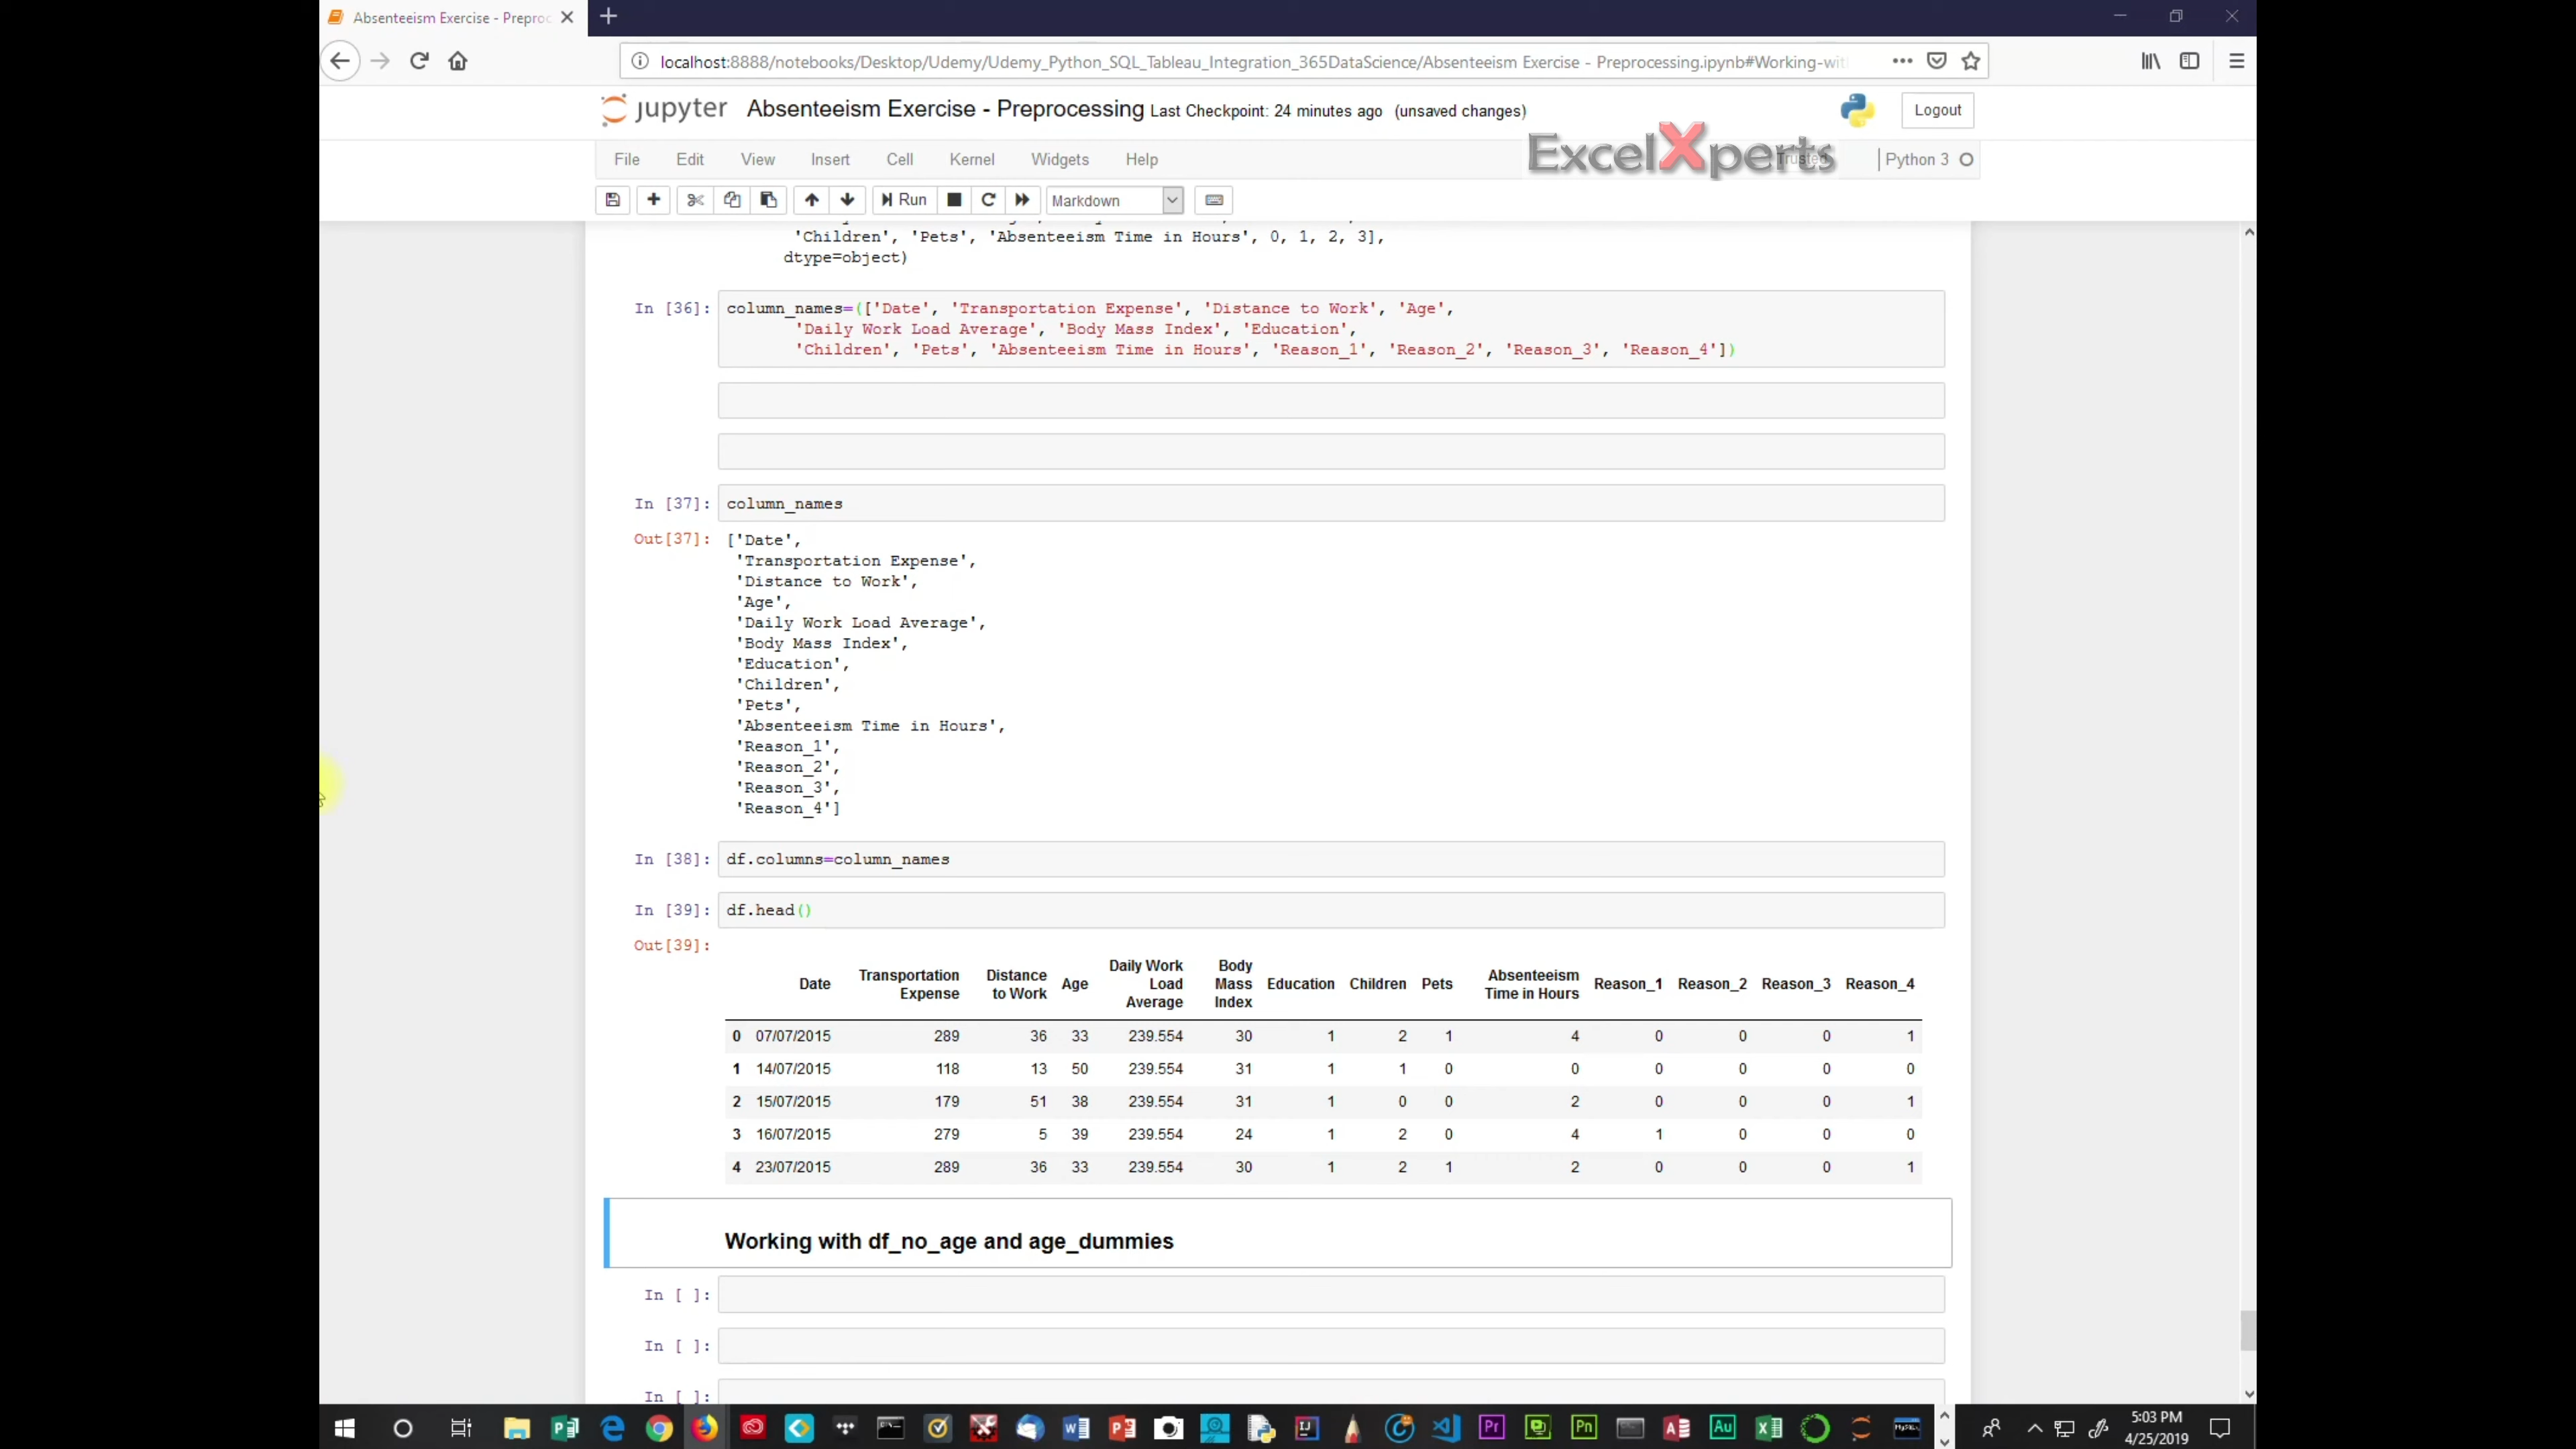 Absenteeism Exercise - Preproc
localhost:8888/notebooks/Desktop/Udemy/Udemy_Python_SQL_Tableau_Integration_365DataScience/Absenteeism Exercise - Preprocessing.ipynb#Working-wit
jupyter Absenteeism Exercise - Preprocessing Last Checkpoint: 24 minutes ago (unsaved changes) Logout
ExcelXperts
File Edit View Insert Cell Kernel Widgets Help Trusted Python 3
Run Markdown
'Children', 'Pets', 'Absenteeism Time in Hours', 0, 1, 2, 3],
dtype=object)
In [36]: column_names=(['Date', 'Transportation Expense', 'Distance to Work', 'Age',
'Daily Work Load Average', 'Body Mass Index', 'Education',
'Children', 'Pets', 'Absenteeism Time in Hours', 'Reason_1', 'Reason_2', 'Reason_3', 'Reason_4'])
In [37]: column_names
Out[37]: ['Date',
'Transportation Expense',
'Distance to Work',
'Age',
'Daily Work Load Average',
'Body Mass Index',
'Education',
'Children',
'Pets',
'Absenteeism Time in Hours',
'Reason_1',
'Reason_2',
'Reason_3',
'Reason_4']
In [38]: df.columns=column_names
In [39]: df.head()
Out[39]:
Date Transportation Expense Distance to Work Age Daily Work Load Average Body Mass Index Education Children Pets Absenteeism Time in Hours Reason_1 Reason_2 Reason_3 Reason_4
0 07/07/2015 289 36 33 239.554 30 1 2 1 4 0 0 0 1
1 14/07/2015 118 13 50 239.554 31 1 1 0 0 0 0 0 0
2 15/07/2015 179 51 38 239.554 31 1 0 0 2 0 0 0 1
3 16/07/2015 279 5 39 239.554 24 1 2 0 4 1 0 0 0
4 23/07/2015 289 36 33 239.554 30 1 2 1 2 0 0 0 1
Working with df_no_age and age_dummies
In [ ]:
In [ ]:
In [ ]:
5:03 PM
4/25/2019